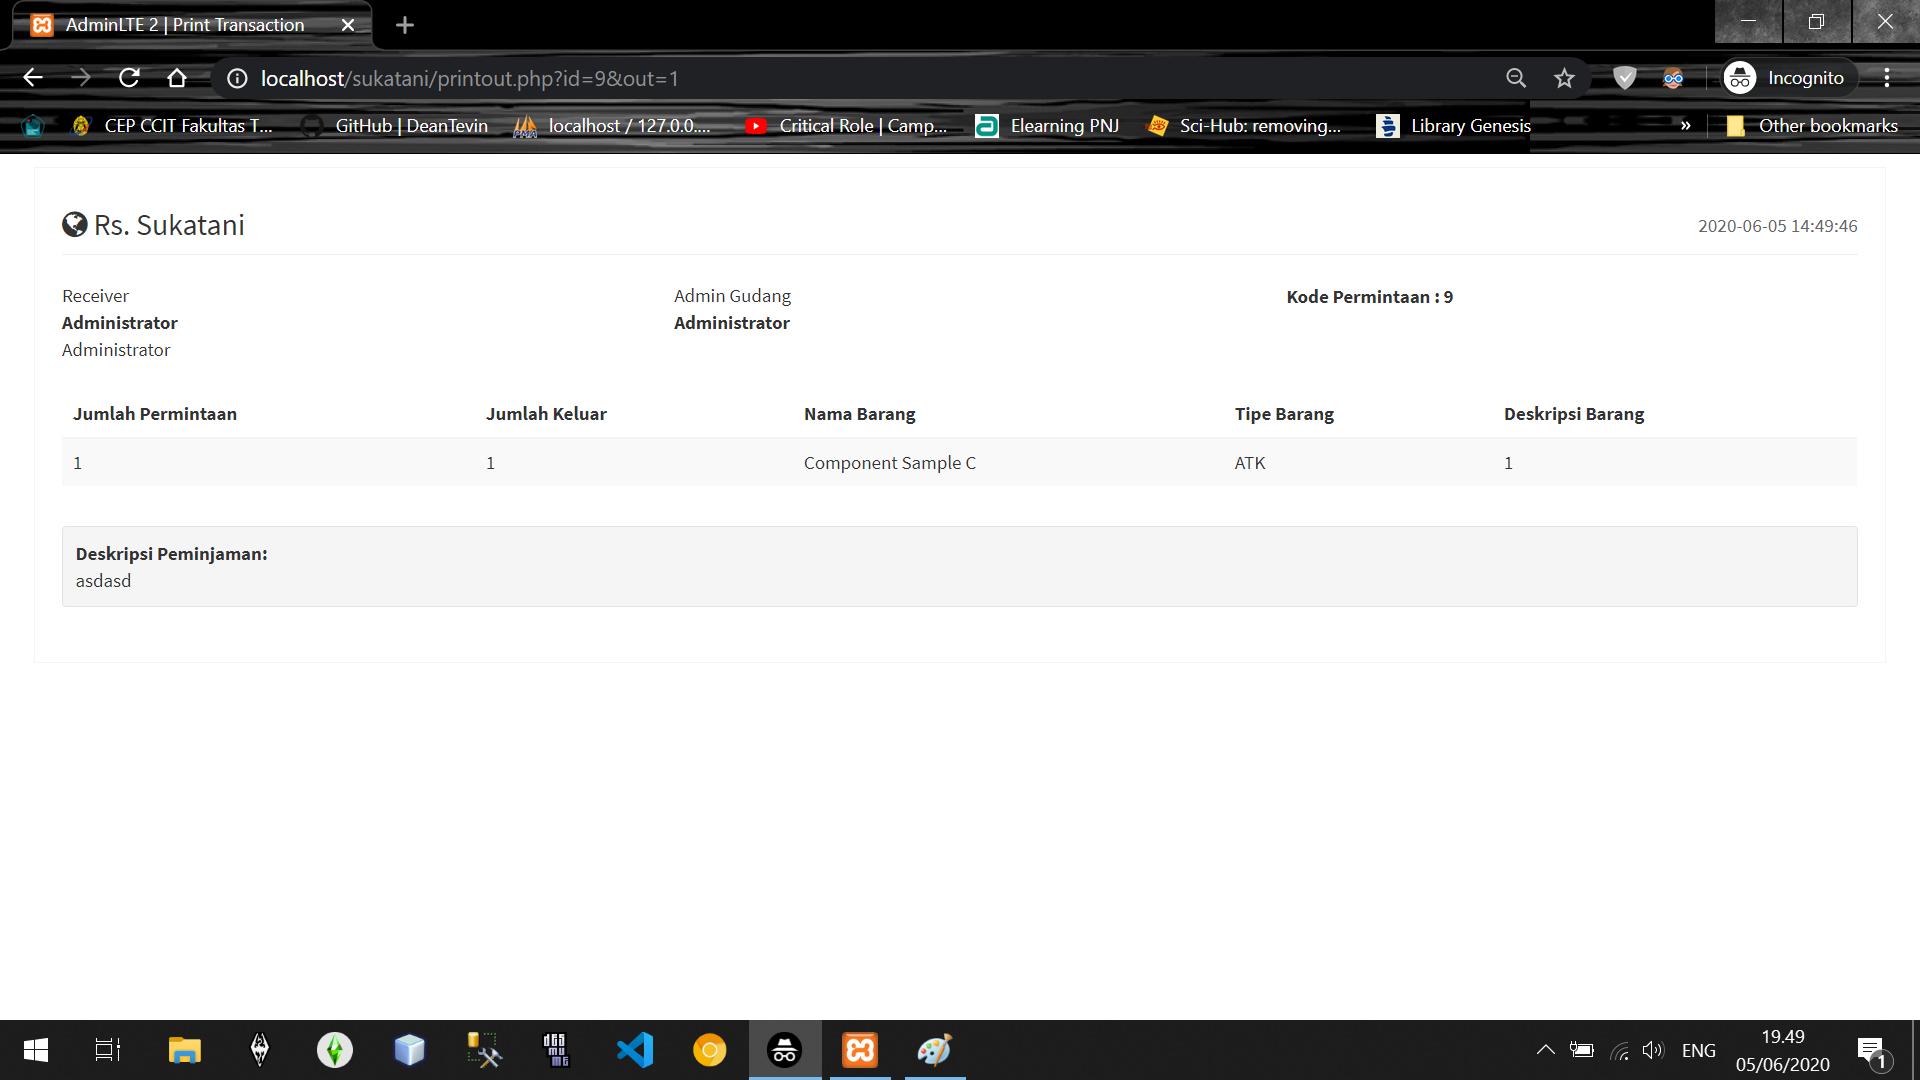 AdminLTE 2 | Print Transaction
localhost/sukatani/printout.php?id=9&out=1
Incognito
CEP CCIT Fakultas T...
GitHub | DeanTevin
localhost / 127.0.0....
Critical Role | Camp...
Elearning PNJ
Sci-Hub: removing...
Library Genesis
»
Other bookmarks
Rs. Sukatani
2020-06-05 14:49:46
Receiver
Administrator
Administrator
Admin Gudang
Administrator
Kode Permintaan : 9
Jumlah Permintaan Jumlah Keluar Nama Barang Tipe Barang Deskripsi Barang
1 1 Component Sample C ATK 1
Deskripsi Peminjaman:
asdasd
ENG
19.49
05/06/2020
1